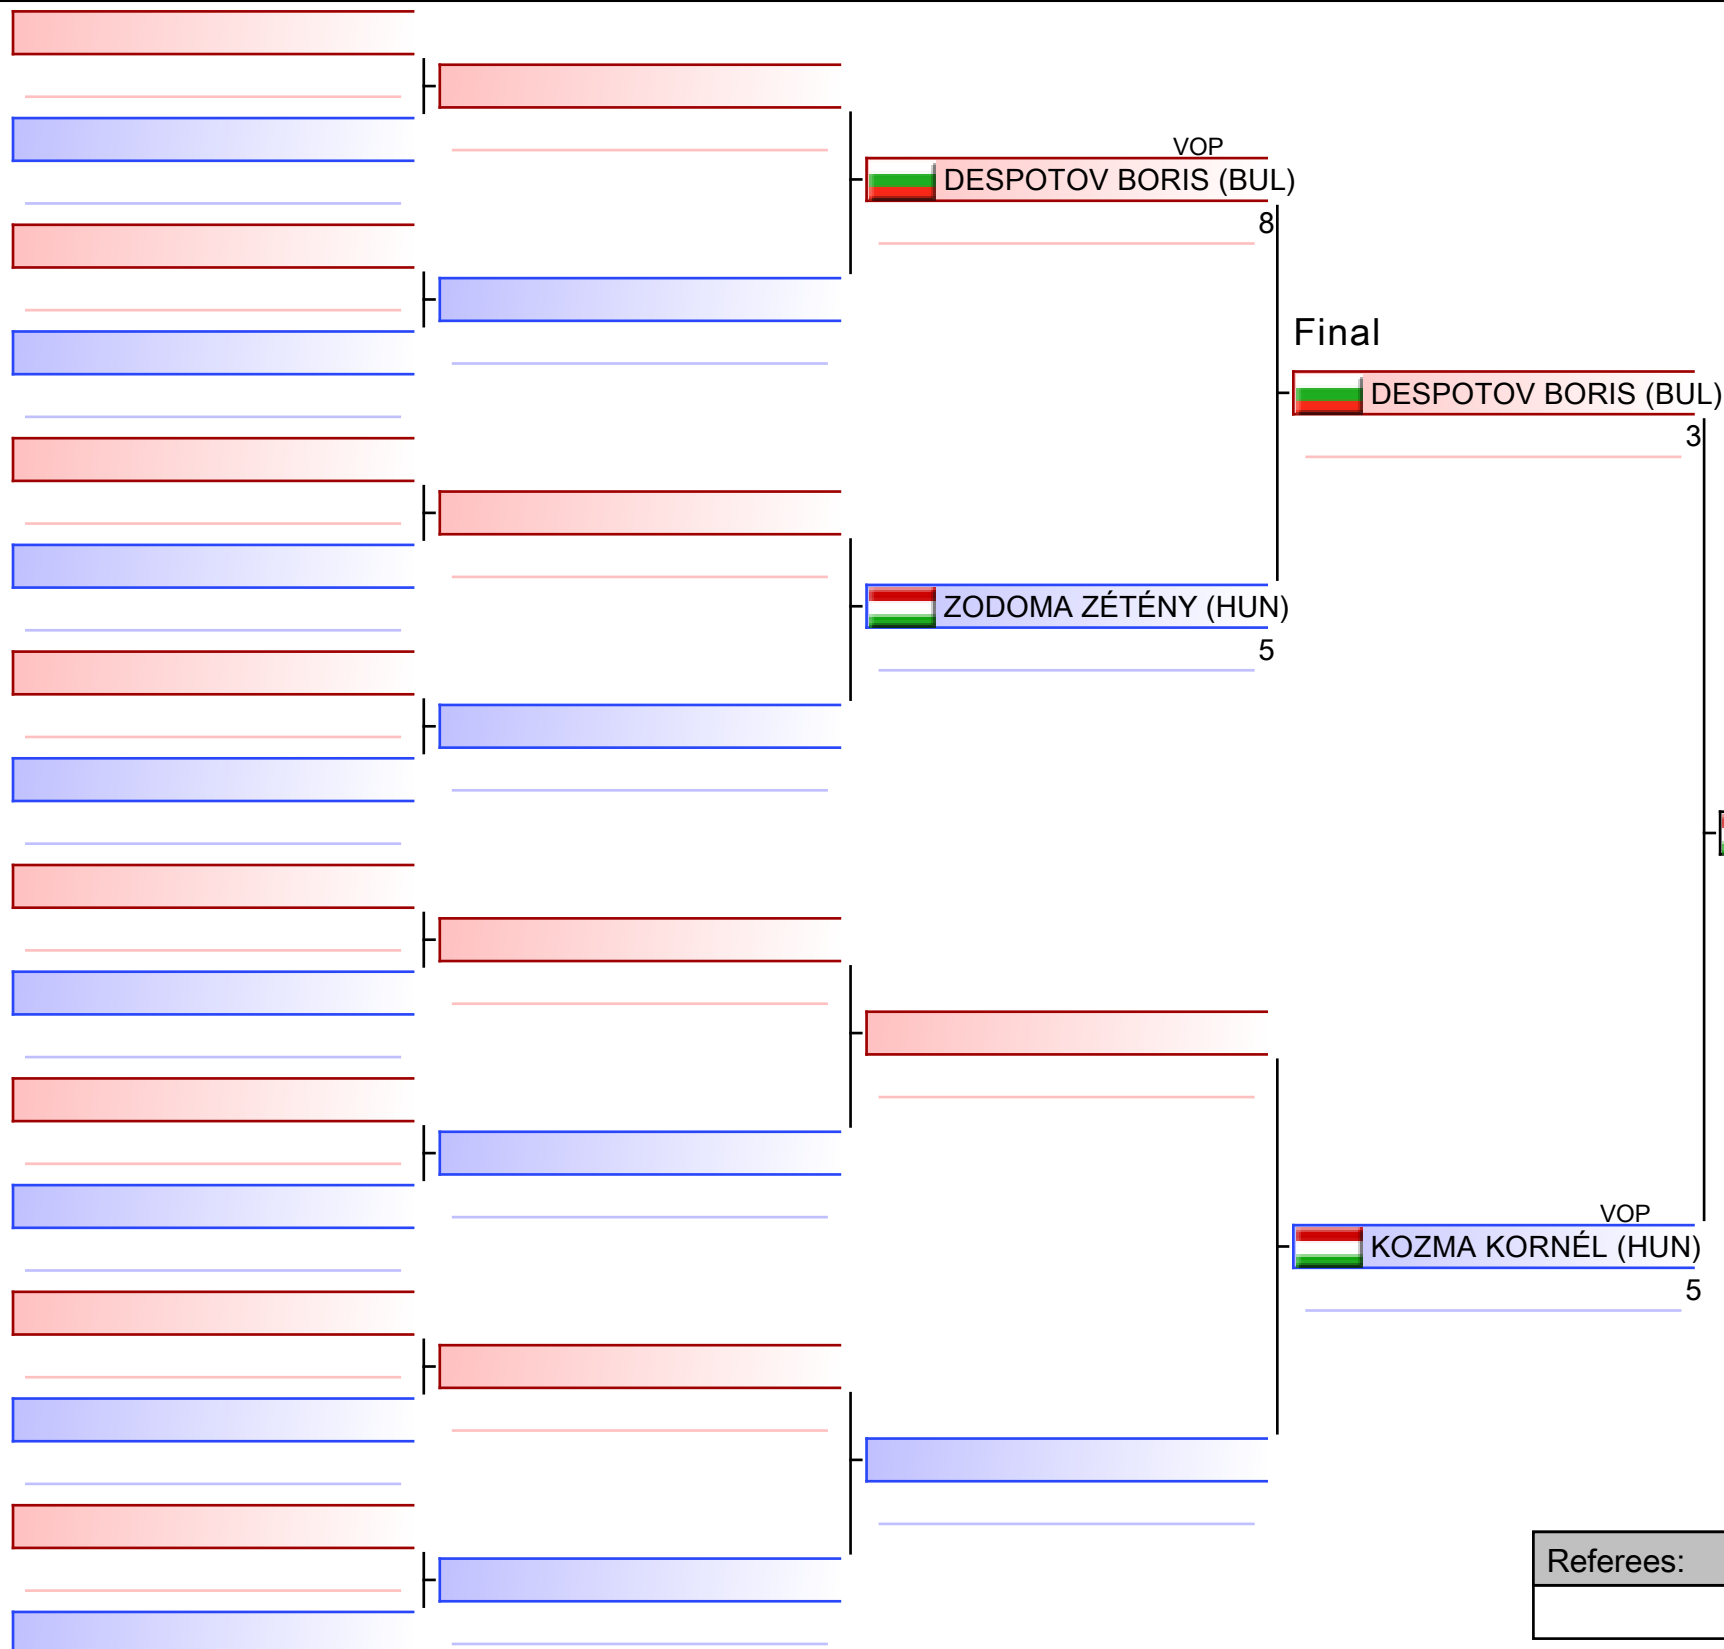 VOP
DESPOTOV BORIS (BUL)
8
Final
DESPOTOV BORIS (BUL)
3
ZODOMA ZÉTÉNY (HUN)
5
VOP
KOZMA KORNÉL (HUN)
5
Referees: